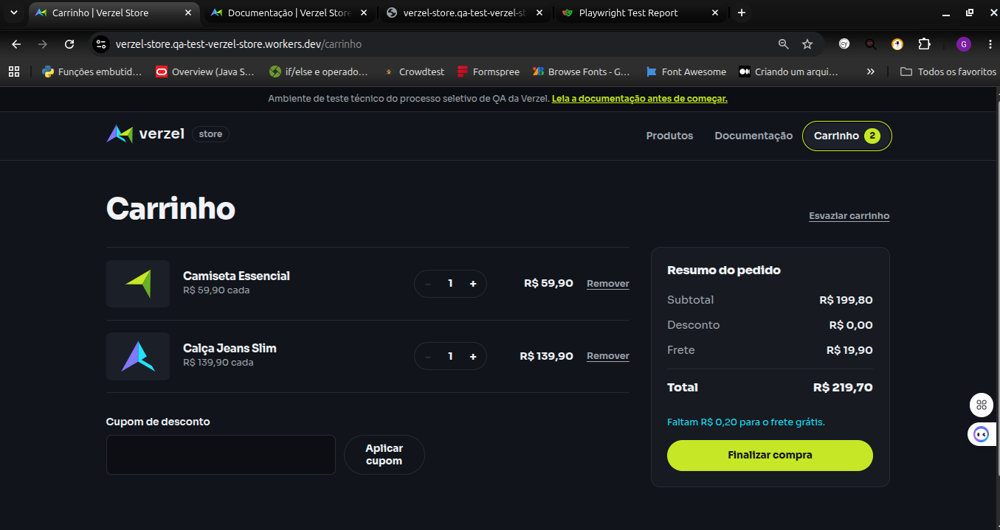 Carrinho | Verzel Store
Documentação | Verzel Store
verzel-store.qa-test-verzel-st
Playwright Test Report
verzel-store.qa-test-verzel-store.workers.dev/carrinho
G
Funções embutid...
Overview (Java S...
if/else e operado...
Crowdtest
Formspree
Browse Fonts - G...
Font Awesome
Criando um arqui...
Todos os favoritos
Ambiente de teste técnico do processo seletivo de QA da Verzel. Leia a documentação antes de começar.
verzel store
Produtos
Documentação
Carrinho 2
Carrinho
Esvaziar carrinho
Camiseta Essencial
R$ 59,90 cada
− 1 +
R$ 59,90
Remover
Calça Jeans Slim
R$ 139,90 cada
− 1 +
R$ 139,90
Remover
Cupom de desconto
Aplicar
cupom
Resumo do pedido
Subtotal R$ 199,80
Desconto R$ 0,00
Frete R$ 19,90
Total R$ 219,70
Faltam R$ 0,20 para o frete grátis.
Finalizar compra